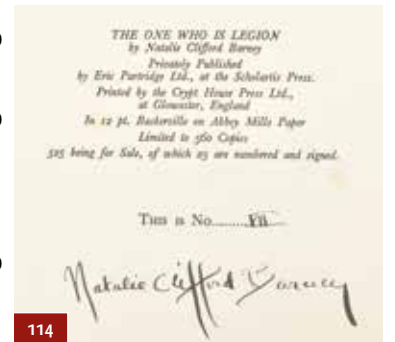 THE ONE WHO IS LEGION
by Natalie Clifford Barney
Privately Published
by Eric Partridge Ltd., at the Scholartis Press.
Printed by the Crypt House Press Ltd.,
at Gloucester, England
In 12 pt. Baskerville on Abbey Mills Paper
Limited to 560 Copies
525 being for Sale, of which 25 are numbered and signed.
This is No. VII
Natalie Clifford Barney
114